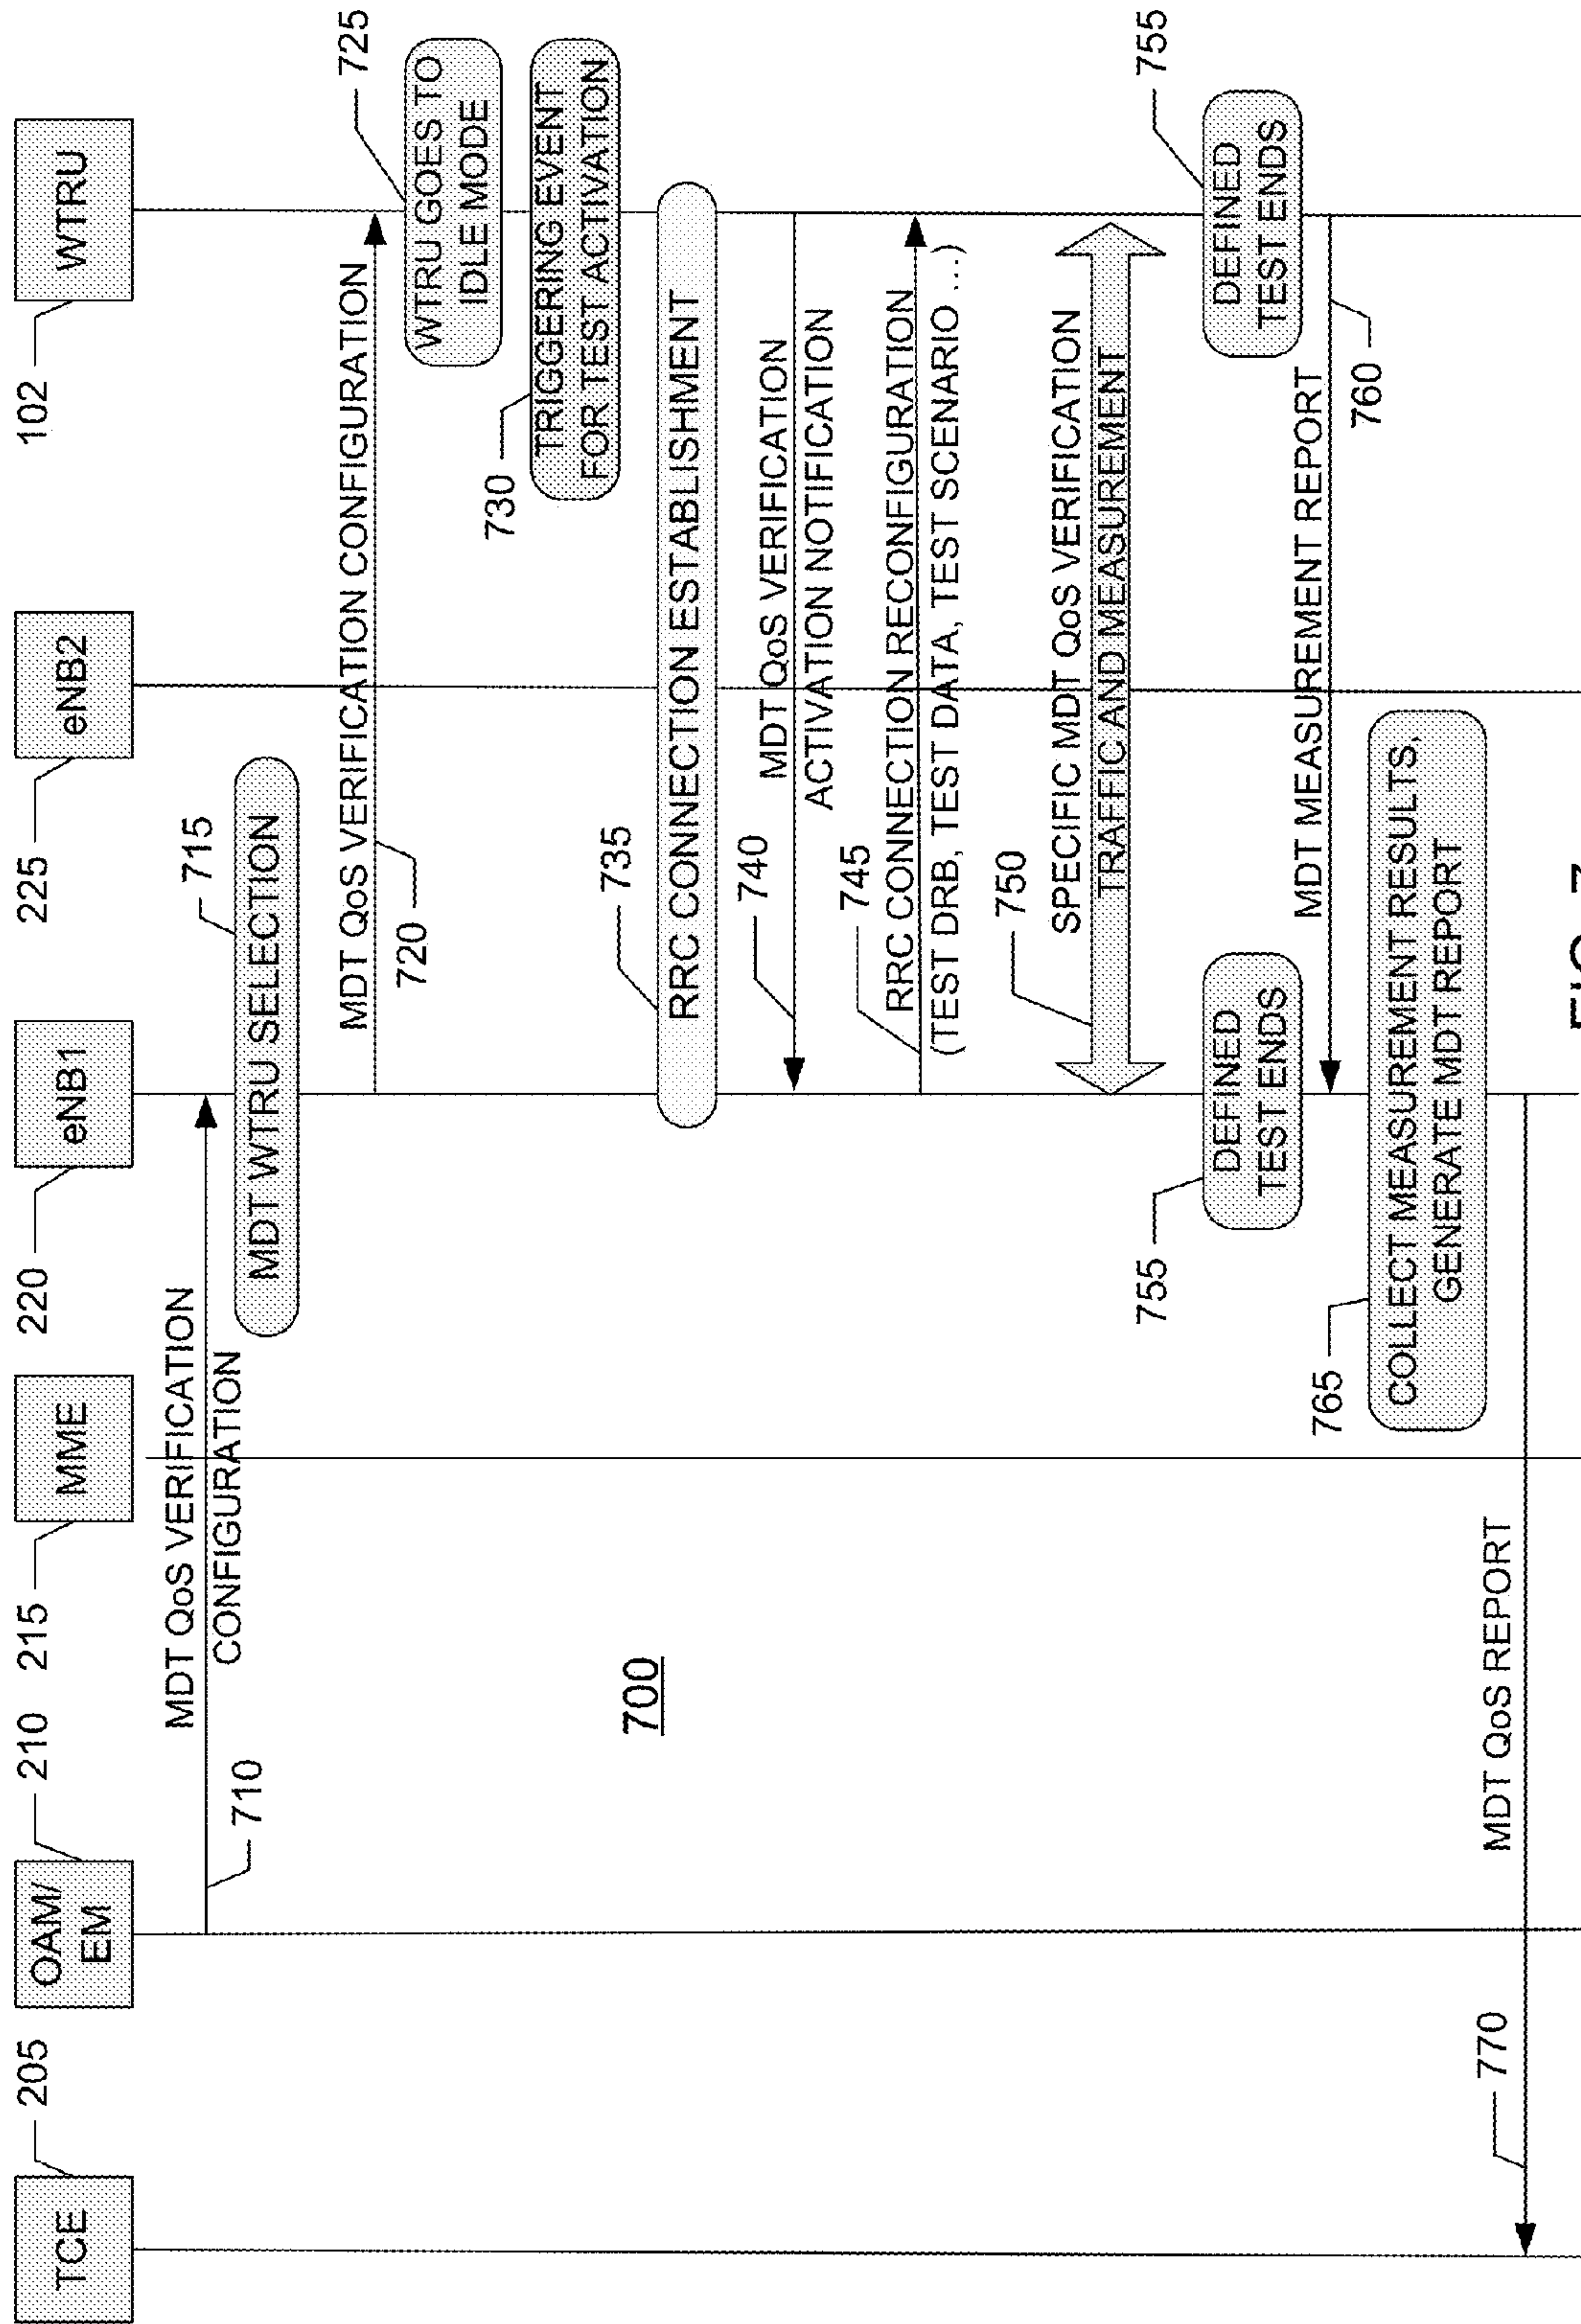 TCE
205
OAM/
EM
210
MME
215
eNB1
220
eNB2
225
WTRU
102
MDT QoS VERIFICATION
CONFIGURATION
710
MDT WTRU SELECTION
715
MDT QoS VERIFICATION CONFIGURATION
720
WTRU GOES TO
IDLE MODE
725
TRIGGERING EVENT
FOR TEST ACTIVATION
730
700
RRC CONNECTION ESTABLISHMENT
735
MDT QoS VERIFICATION
ACTIVATION NOTIFICATION
740
RRC CONNECTION RECONFIGURATION
(TEST DRB, TEST DATA, TEST SCENARIO ...)
745
SPECIFIC MDT QoS VERIFICATION
TRAFFIC AND MEASUREMENT
750
DEFINED
TEST ENDS
755
DEFINED
TEST ENDS
755
MDT MEASUREMENT REPORT
760
COLLECT MEASUREMENT RESULTS,
GENERATE MDT REPORT
765
MDT QoS REPORT
770